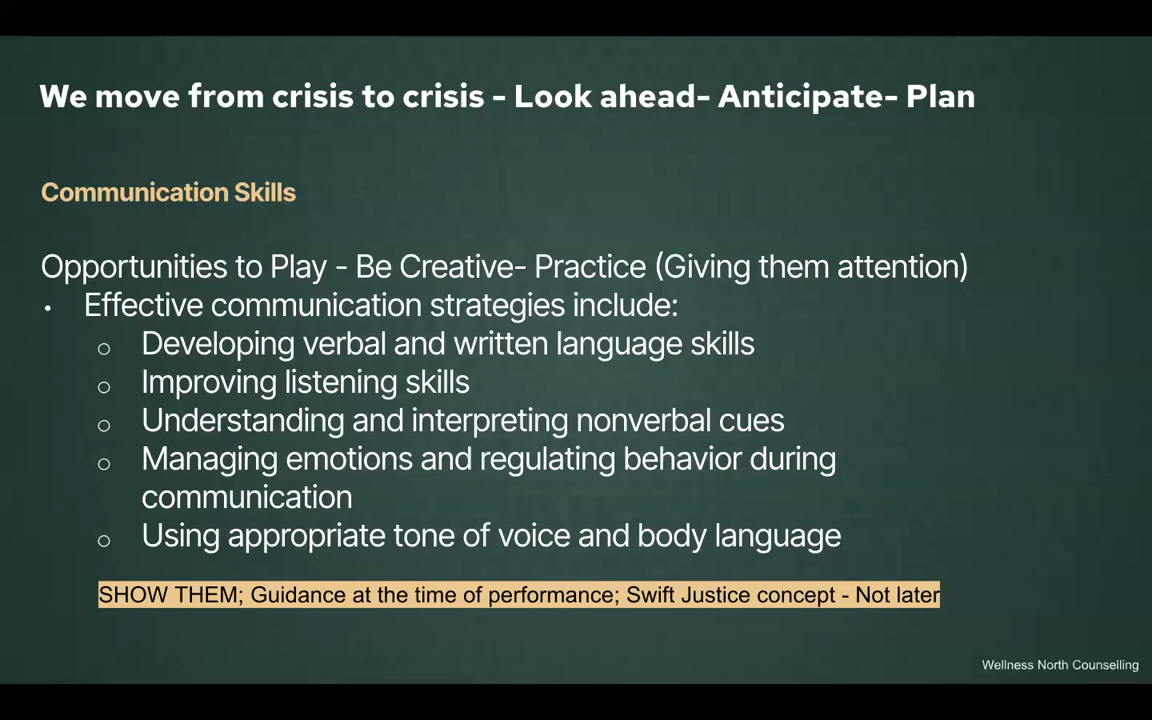 We move from crisis to crisis - Look ahead- Anticipate- Plan
Communication Skills
Opportunities to Play - Be Creative- Practice (Giving them attention)
• Effective communication strategies include:
o Developing verbal and written language skills
o Improving listening skills
o Understanding and interpreting nonverbal cues
o Managing emotions and regulating behavior during
communication
o Using appropriate tone of voice and body language
SHOW THEM; Guidance at the time of performance; Swift Justice concept - Not later
Wellness North Counselling